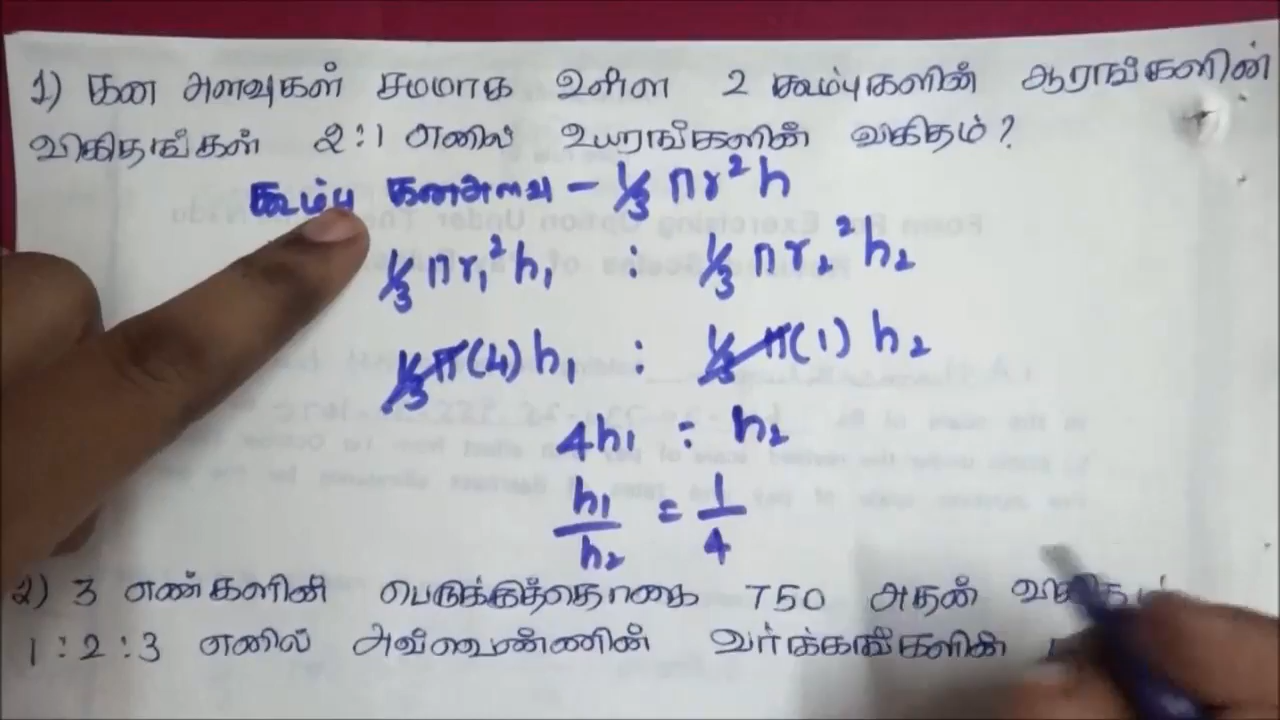 1) கன அளவுகள் சமமாக உள்ள 2 கூம்புகளின் ஆரங்களின்
விகிதங்கள் 2:1 எனில் உயரங்களின் விகிதம்?
கூம்பு கனஅளவு - 1/3 πr²h
1/3 πr₁²h₁ : 1/3 πr₂²h₂
1/3 π(4)h₁ : 1/3 π(1)h₂
4h₁ : h₂
h₁/h₂ = 1/4
2) 3 எண்களின் பெருக்குத்தொகை 750 அதன்
1:2:3 எனில் அவ்வெண்ணின் வர்க்கங்களின்